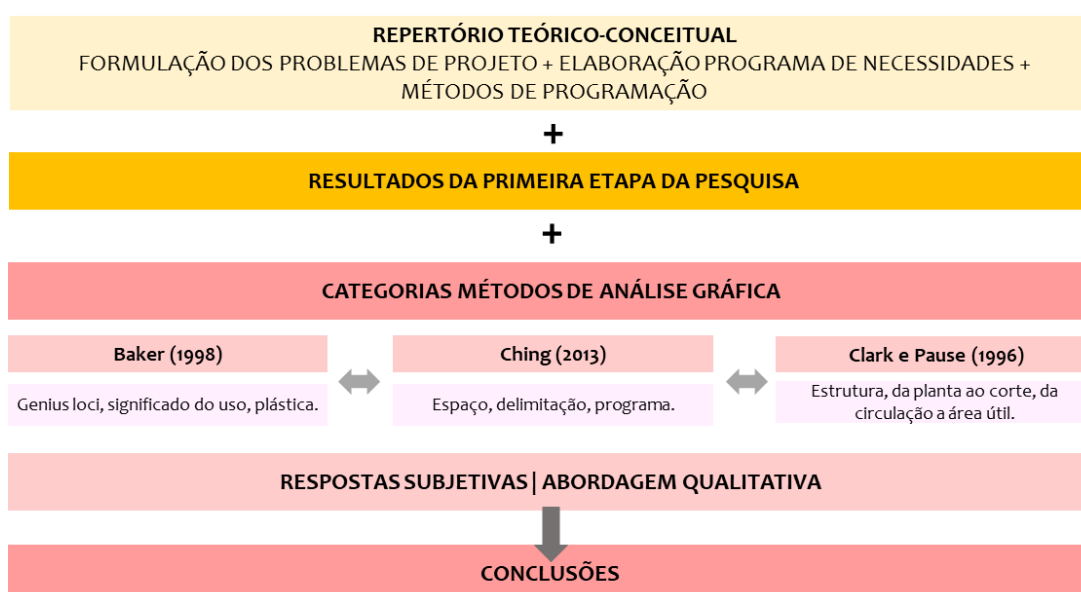 REPERTÓRIO TEÓRICO-CONCEITUAL
FORMULAÇÃO DOS PROBLEMAS DE PROJETO + ELABORAÇÃO PROGRAMA DE NECESSIDADES +
MÉTODOS DE PROGRAMAÇÃO
+
RESULTADOS DA PRIMEIRA ETAPA DA PESQUISA
+
CATEGORIAS MÉTODOS DE ANÁLISE GRÁFICA
Baker (1998)
Genius loci, significado do uso, plástica.
Ching (2013)
Espaço, delimitação, programa.
Clark e Pause (1996)
Estrutura, da planta ao corte, da
circulação a área útil.
RESPOSTAS SUBJETIVAS | ABORDAGEM QUALITATIVA
CONCLUSÕES